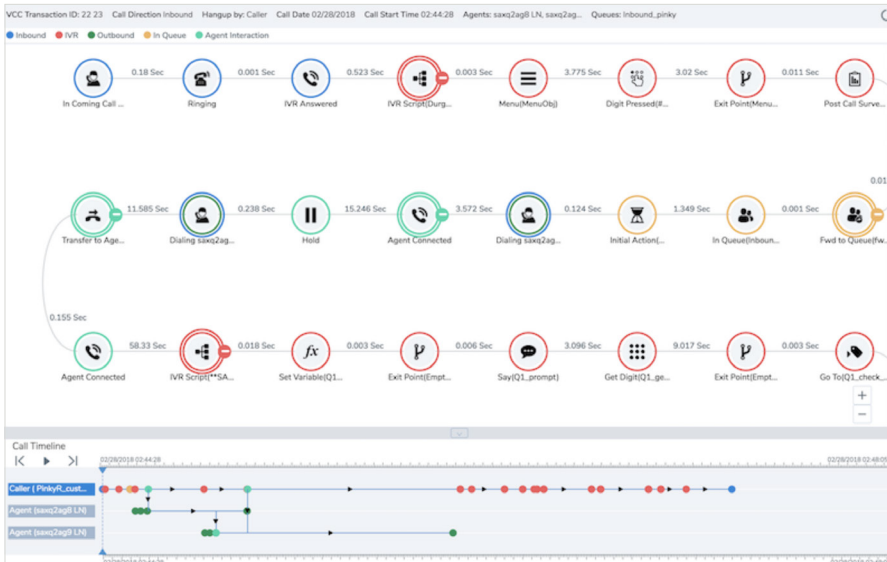 VCC Transaction ID: 22 23 Call Direction Inbound Hangup by: Caller Call Date 02/28/2018 Call Start Time 02:44:28 Agents: saxq2ag8 LN, saxq2ag... Queues: Inbound_pinky
Inbound IVR Outbound In Queue Agent Interaction
0.18 Sec 0.001 Sec 0.523 Sec 0.003 Sec 3.775 Sec 3.02 Sec 0.011 Sec
In Coming Call ... Ringing IVR Answered IVR Script(Durg... Menu(MenuObj) Digit Pressed(#... Exit Point(Menu... Post Call Surve...
0.01
11.585 Sec 0.238 Sec 15.246 Sec 3.572 Sec 0.124 Sec 1.349 Sec 0.001 Sec
Transfer to Age... Dialing saxq2ag... Hold Agent Connected Dialing saxq2ag... Initial Action(... In Queue(Inboun... Fwd to Queue(fw...
0.155 Sec
58.33 Sec 0.018 Sec fx 0.003 Sec 0.006 Sec 3.096 Sec 9.017 Sec 0.003 Sec
Agent Connected IVR Script(**SA... Set Variable(Q1... Exit Point(Empt... Say(Q1_prompt) Get Digit(Q1_ge... Exit Point(Empt... Go To(Q1_check_...
Call Timeline
02/28/2018 02:44:28 02/28/2018 02:48:05
Caller ( PinkyR_cust...
Agent (saxq2ag8 LN)
Agent (saxq2ag9 LN)